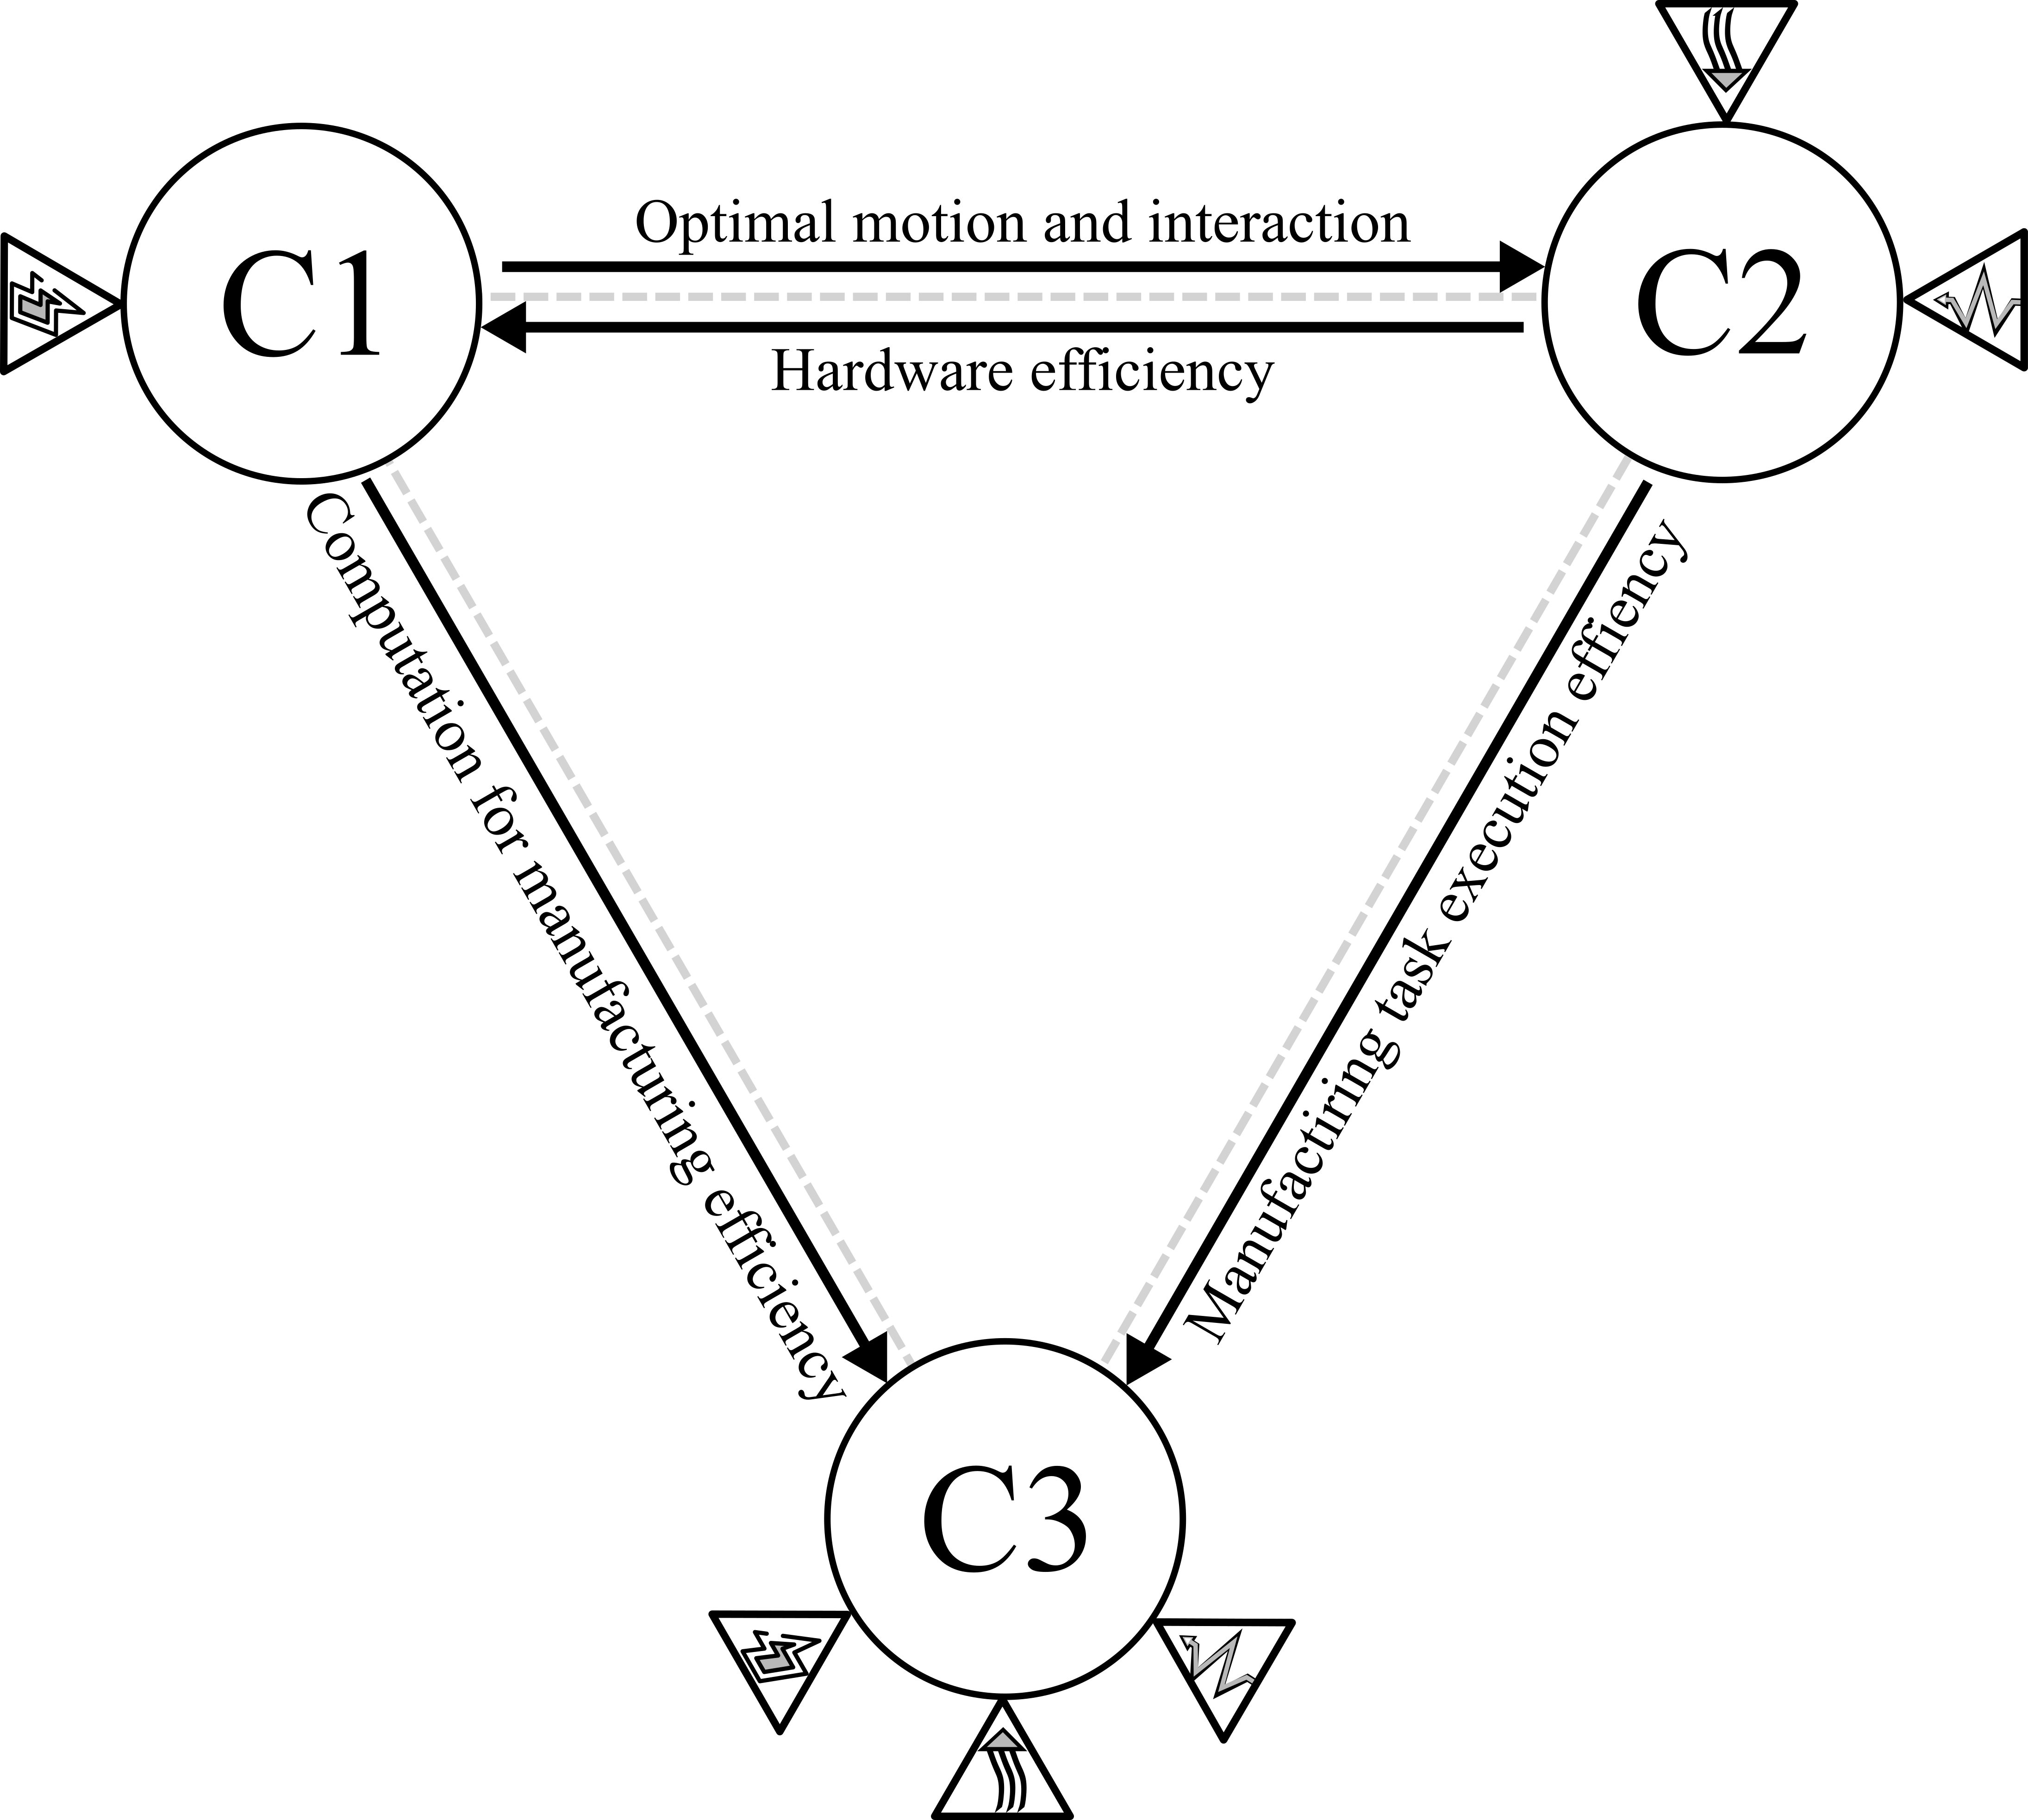 C1
Optimal motion and interaction
Hardware efficiency
C2
Computation for manufacturing efficiency
Manufactiring task execution effiency
C3